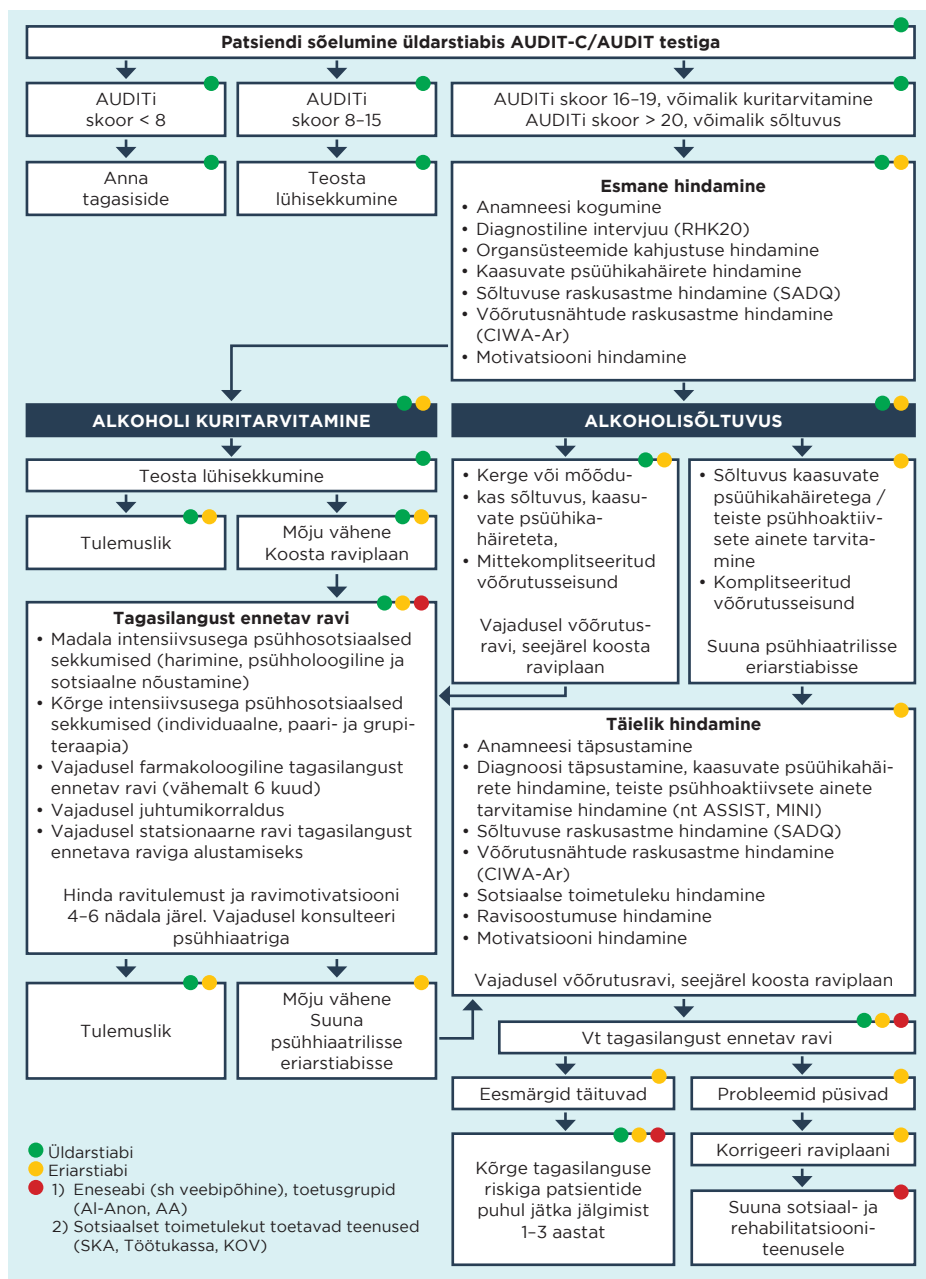 Patsiendi sõelumine üldarstiabis AUDIT-C/AUDIT testiga
AUDITi
skoor < 8
AUDITi
skoor 8–15
AUDITi skoor 16–19, võimalik kuritarvitamine
AUDITi skoor > 20, võimalik sõltuvus
Anna
tagasiside
Teosta
lühisekkumine
Esmane hindamine
• Anamneesi kogumine
• Diagnostiline intervjuu (RHK20)
• Organsüsteemide kahjustuse hindamine
• Kaasuvate psüühikahäirete hindamine
• Sõltuvuse raskusastme hindamine (SADQ)
• Võõrutusnähtude raskusastme hindamine
(CIWA-Ar)
• Motivatsiooni hindamine
ALKOHOLI KURITARVITAMINE
ALKOHOLISÕLTUVUS
Teosta lühisekkumine
Tulemuslik
Mõju vähene
Koosta raviplaan
• Kerge või mõõdu-
• kas sõltuvus, kaasu-
vate psüühika-
häireteta,
• Mittekomplitseeritud
võõrutusseisund
Vajadusel võõrutus-
ravi, seejärel koosta
raviplaan
• Sõltuvus kaasuvate
psüühikahäiretega /
teiste psühhoaktiiv-
sete ainete tarvita-
mine
• Komplitseeritud
võõrutusseisund
Suuna psühhiaatrilisse
eriarstiabisse
Tagasilangust ennetav ravi
• Madala intensiivsusega psühhosotsiaalsed
sekkumised (harimine, psühholoogiline ja
sotsiaalne nõustamine)
• Kõrge intensiivsusega psühhosotsiaalsed
sekkumised (individuaalne, paari- ja grupi-
teraapia)
• Vajadusel farmakoloogiline tagasilangust
ennetav ravi (vähemalt 6 kuud)
• Vajadusel juhtumikorraldus
• Vajadusel statsionaarne ravi tagasilangust
ennetava raviga alustamiseks
Hinda ravitulemust ja ravimotivatsiooni
4–6 nädala järel. Vajadusel konsulteeri
psühhiaatriga
Täielik hindamine
• Anamneesi täpsustamine
• Diagnoosi täpsustamine, kaasuvate psüühikahäi-
rete hindamine, teiste psühhoaktiivsete ainete
tarvitamise hindamine (nt ASSIST, MINI)
• Sõltuvuse raskusastme hindamine (SADQ)
• Võõrutusnähtude raskusastme hindamine
(CIWA-Ar)
• Sotsiaalse toimetuleku hindamine
• Ravisoostumuse hindamine
• Motivatsiooni hindamine
Vajadusel võõrutusravi, seejärel koosta raviplaan
Tulemuslik
Mõju vähene
Suuna
psühhiaatrilisse
eriarstiabisse
Vt tagasilangust ennetav ravi
Eesmärgid täituvad
Probleemid püsivad
Kõrge tagasilanguse
riskiga patsientide
puhul jätka jälgimist
1–3 aastat
Korrigeeri raviplaani
Suuna sotsiaal- ja
rehabilitatsiooni-
teenusele
Üldarstiabi
Eriarstiabi
1) Eneseabi (sh veebipõhine), toetusgrupid
(Al-Anon, AA)
2) Sotsiaalset toimetulekut toetavad teenused
(SKA, Töötukassa, KOV)